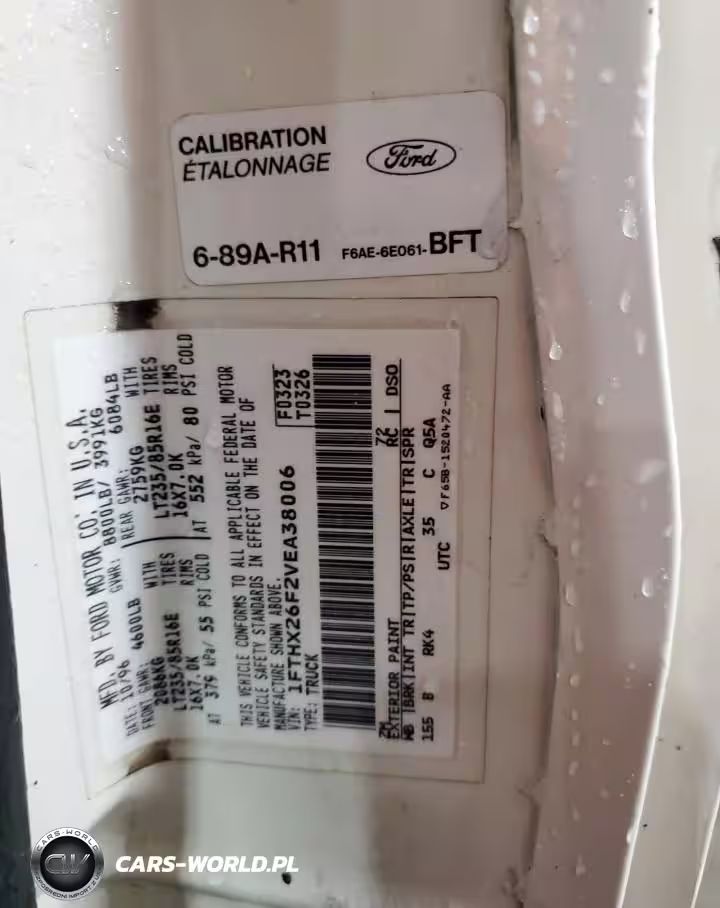 CALIBRATION
ÉTALONNAGE
Ford
6-89A-R11 F6AE-6E061-BFT
MFD. BY FORD MOTOR CO. IN U.S.A.
DATE: 10/96 GVWR: 8800LB/ 3991KG
FRONT GAWR: 4600LB REAR GAWR: 6084LB
2086KG WITH 2759KG WITH
LT235/85R16E TIRES LT235/85R16E TIRES
16X7.0K RIMS 16X7.0K RIMS
AT 379 kPa/ 55 PSI COLD AT 552 kPa/ 80 PSI COLD
THIS VEHICLE CONFORMS TO ALL APPLICABLE FEDERAL MOTOR
VEHICLE SAFETY STANDARDS IN EFFECT ON THE DATE OF
MANUFACTURE SHOWN ABOVE.
VIN: 1FTHX26F2VEA38006 F0323
TYPE: TRUCK T0326
EXTERIOR PAINT 72 RC DSO
WB BRK INT TR TP/PS R AXLE TR SPR
155 B RK4 35 C Q5A
UTC ▽F65B-1520472-AA
CARS-WORLD
CW
CARS-WORLD.PL